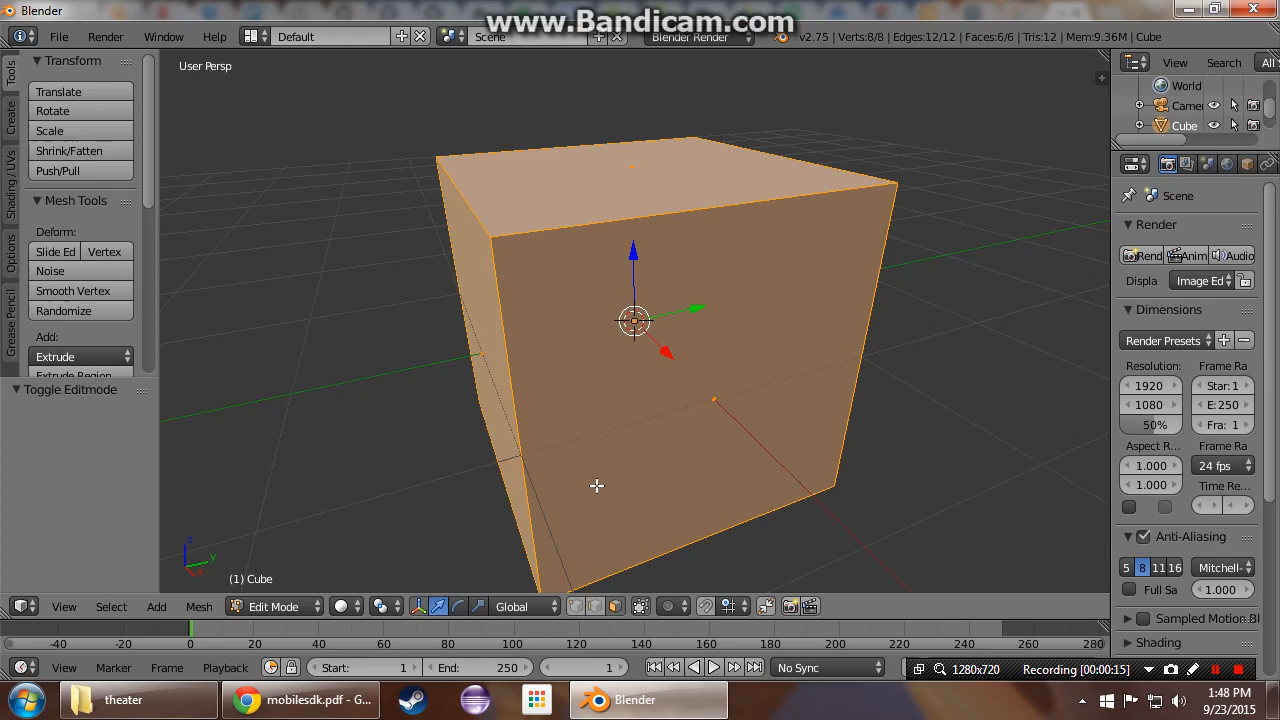 Blender
www.Bandicam.com
File Render Window Help Default Scene Blender Render v2.75 | Verts:8/8 | Edges:12/12 | Faces:6/6 | Tris:12 | Mem:9.36M | Cube
Tools
Create
Shading / UVs
Options
Grease Pencil
Transform
Translate
Rotate
Scale
Shrink/Fatten
Push/Pull
Mesh Tools
Deform:
Slide Ed Vertex
Noise
Smooth Vertex
Randomize
Add:
Extrude
Extrude Region
Toggle Editmode
User Persp
z
y
x
(1) Cube
View Search All S
World
Camer
Cube
Scene
Render
Rend Anim Audio
Displa Image Ed
Dimensions
Render Presets
Resolution: Frame Ra
1920 Star: 1
1080 E: 250
50% Fra: 1
Aspect R... Frame Ra
1.000 24 fps
1.000 Time Re...
Anti-Aliasing
5 8 11 16 Mitchell-
Full Sa 1.000
Sampled Motion Bl
Shading
View Select Add Mesh Edit Mode Global
-40 -20 0 20 40 60 80 100 120 140 160 180 200 220 240 260 280
View Marker Frame Playback Start: 1 End: 250 1 No Sync
1280x720 Recording [00:00:15]
theater
mobilesdk.pdf - G...
Blender
1:48 PM
9/23/2015